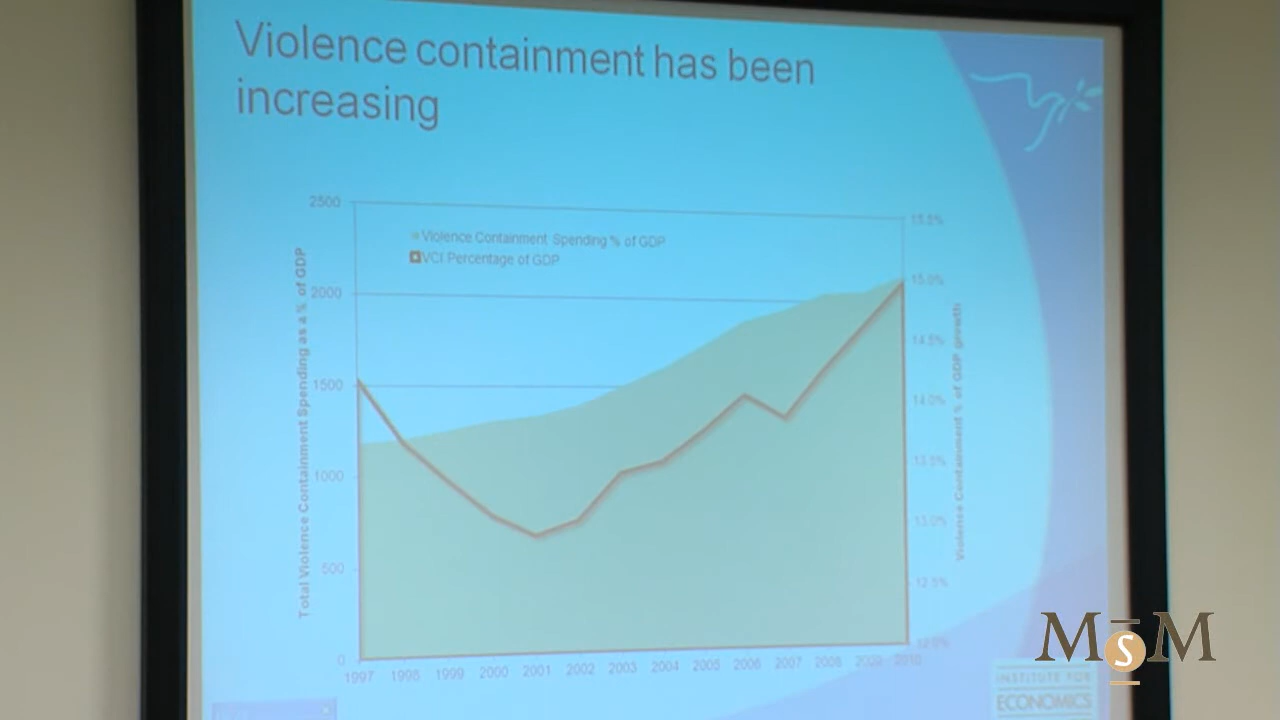 Violence containment has been
increasing
2500
2000
1500
1000
500
0
Total Violence Containment Spending as a % of GDP
Violence Containment Spending % of GDP
VCI Percentage of GDP
15.5%
15.0%
14.5%
14.0%
13.5%
13.0%
12.5%
12.0%
Violence Containment % of GDP growth
1997 1998 1999 2000 2001 2002 2003 2004 2005 2006 2007 2008 2009 2010
MSM
INSTITUTE FOR
ECONOMICS